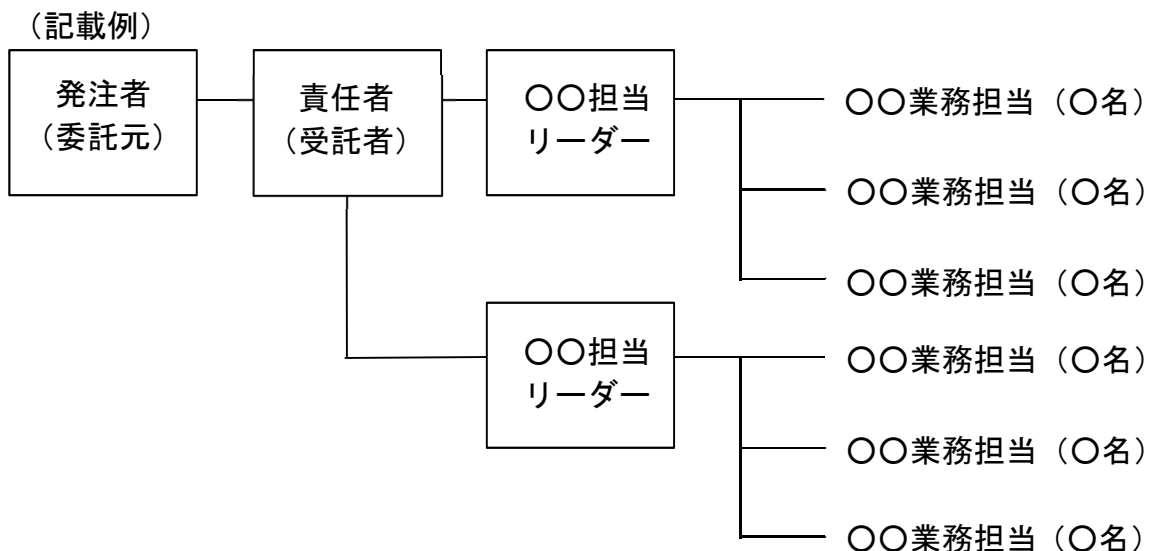 （記載例）
発注者
（委託元）
責任者
（受託者）
〇〇担当
リーダー
〇〇業務担当（〇名）
〇〇業務担当（〇名）
〇〇業務担当（〇名）
〇〇担当
リーダー
〇〇業務担当（〇名）
〇〇業務担当（〇名）
〇〇業務担当（〇名）